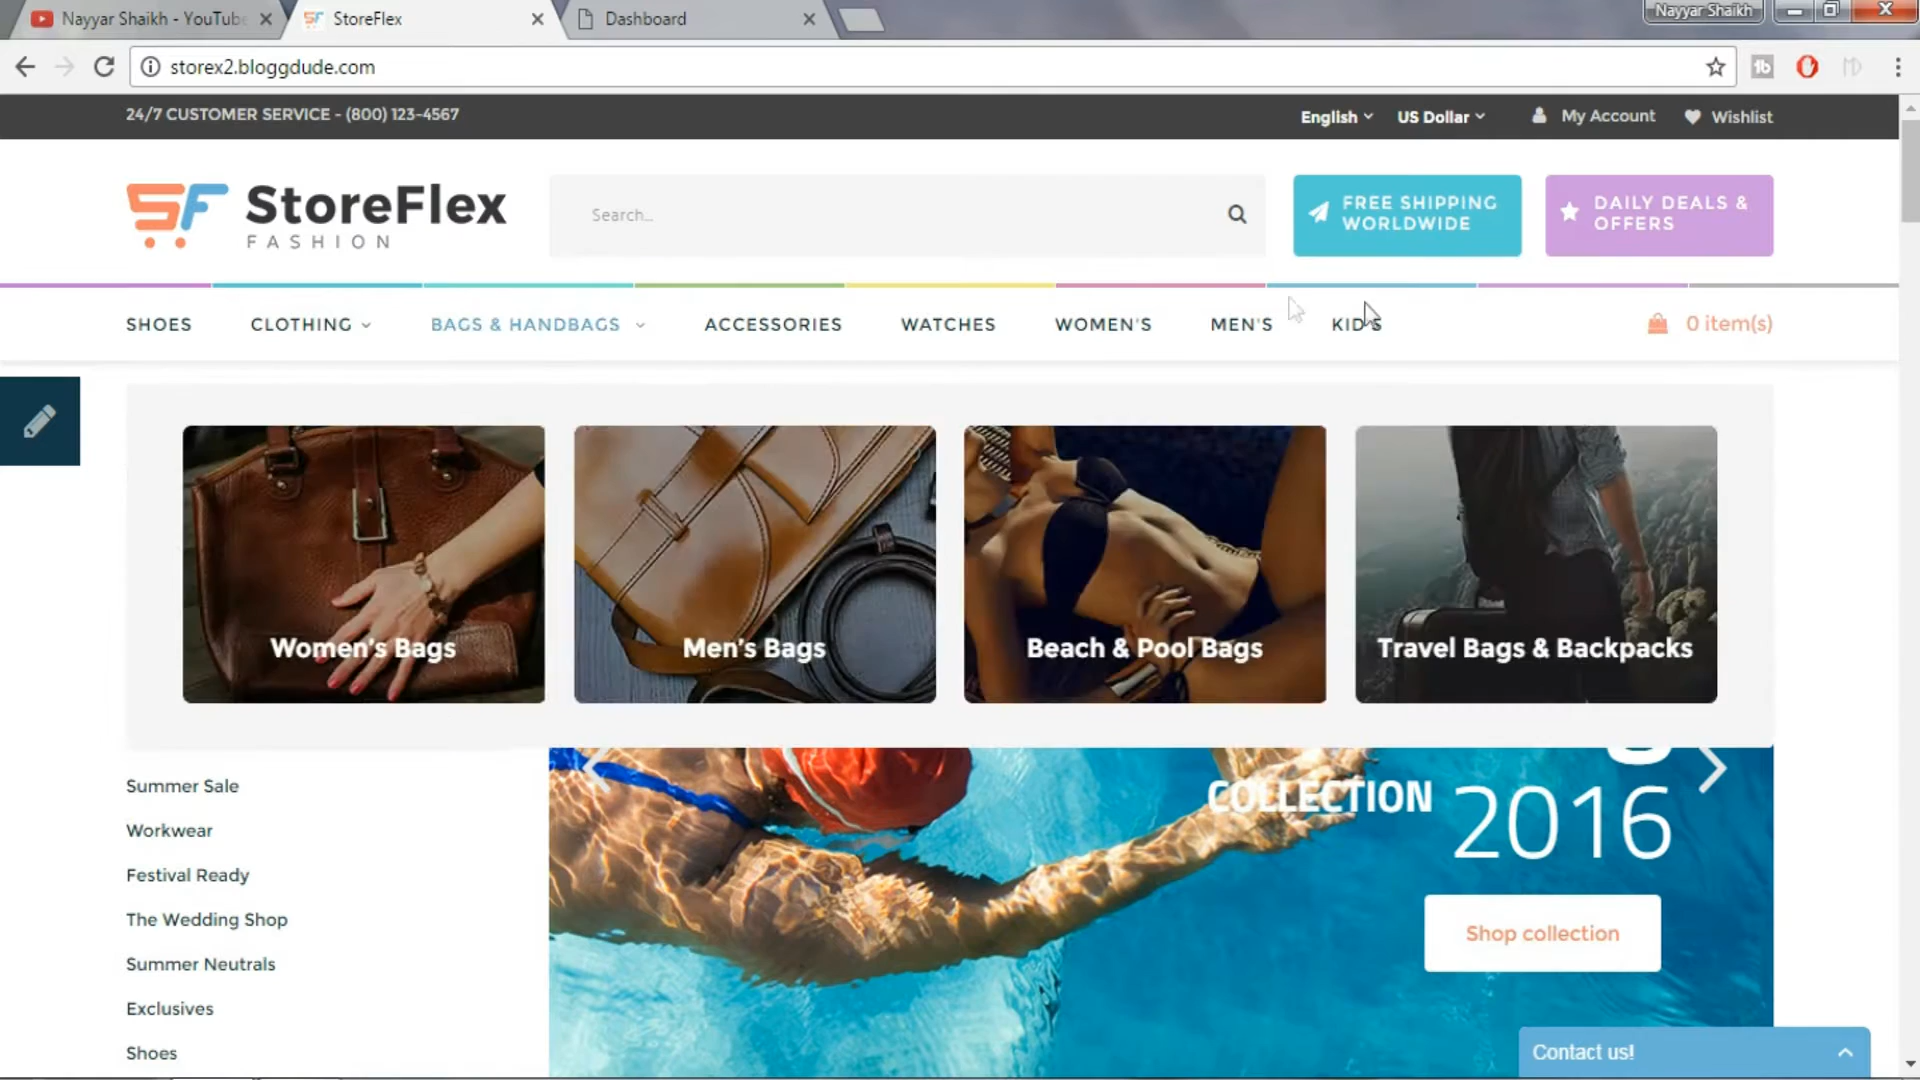 Nayyar Shaikh - YouTube
StoreFlex
Dashboard
Nayyar Shaikh
storex2.bloggdude.com
24/7 CUSTOMER SERVICE - (800) 123-4567
English
US Dollar
My Account
Wishlist
SF
StoreFlex
FASHION
Search...
FREE SHIPPING
WORLDWIDE
DAILY DEALS &
OFFERS
SHOES
CLOTHING
BAGS & HANDBAGS
ACCESSORIES
WATCHES
WOMEN'S
MEN'S
KID'S
0 item(s)
Women's Bags
Men's Bags
Beach & Pool Bags
Travel Bags & Backpacks
Summer Sale
Workwear
Festival Ready
The Wedding Shop
Summer Neutrals
Exclusives
Shoes
COLLECTION
2016
Shop collection
Contact us!